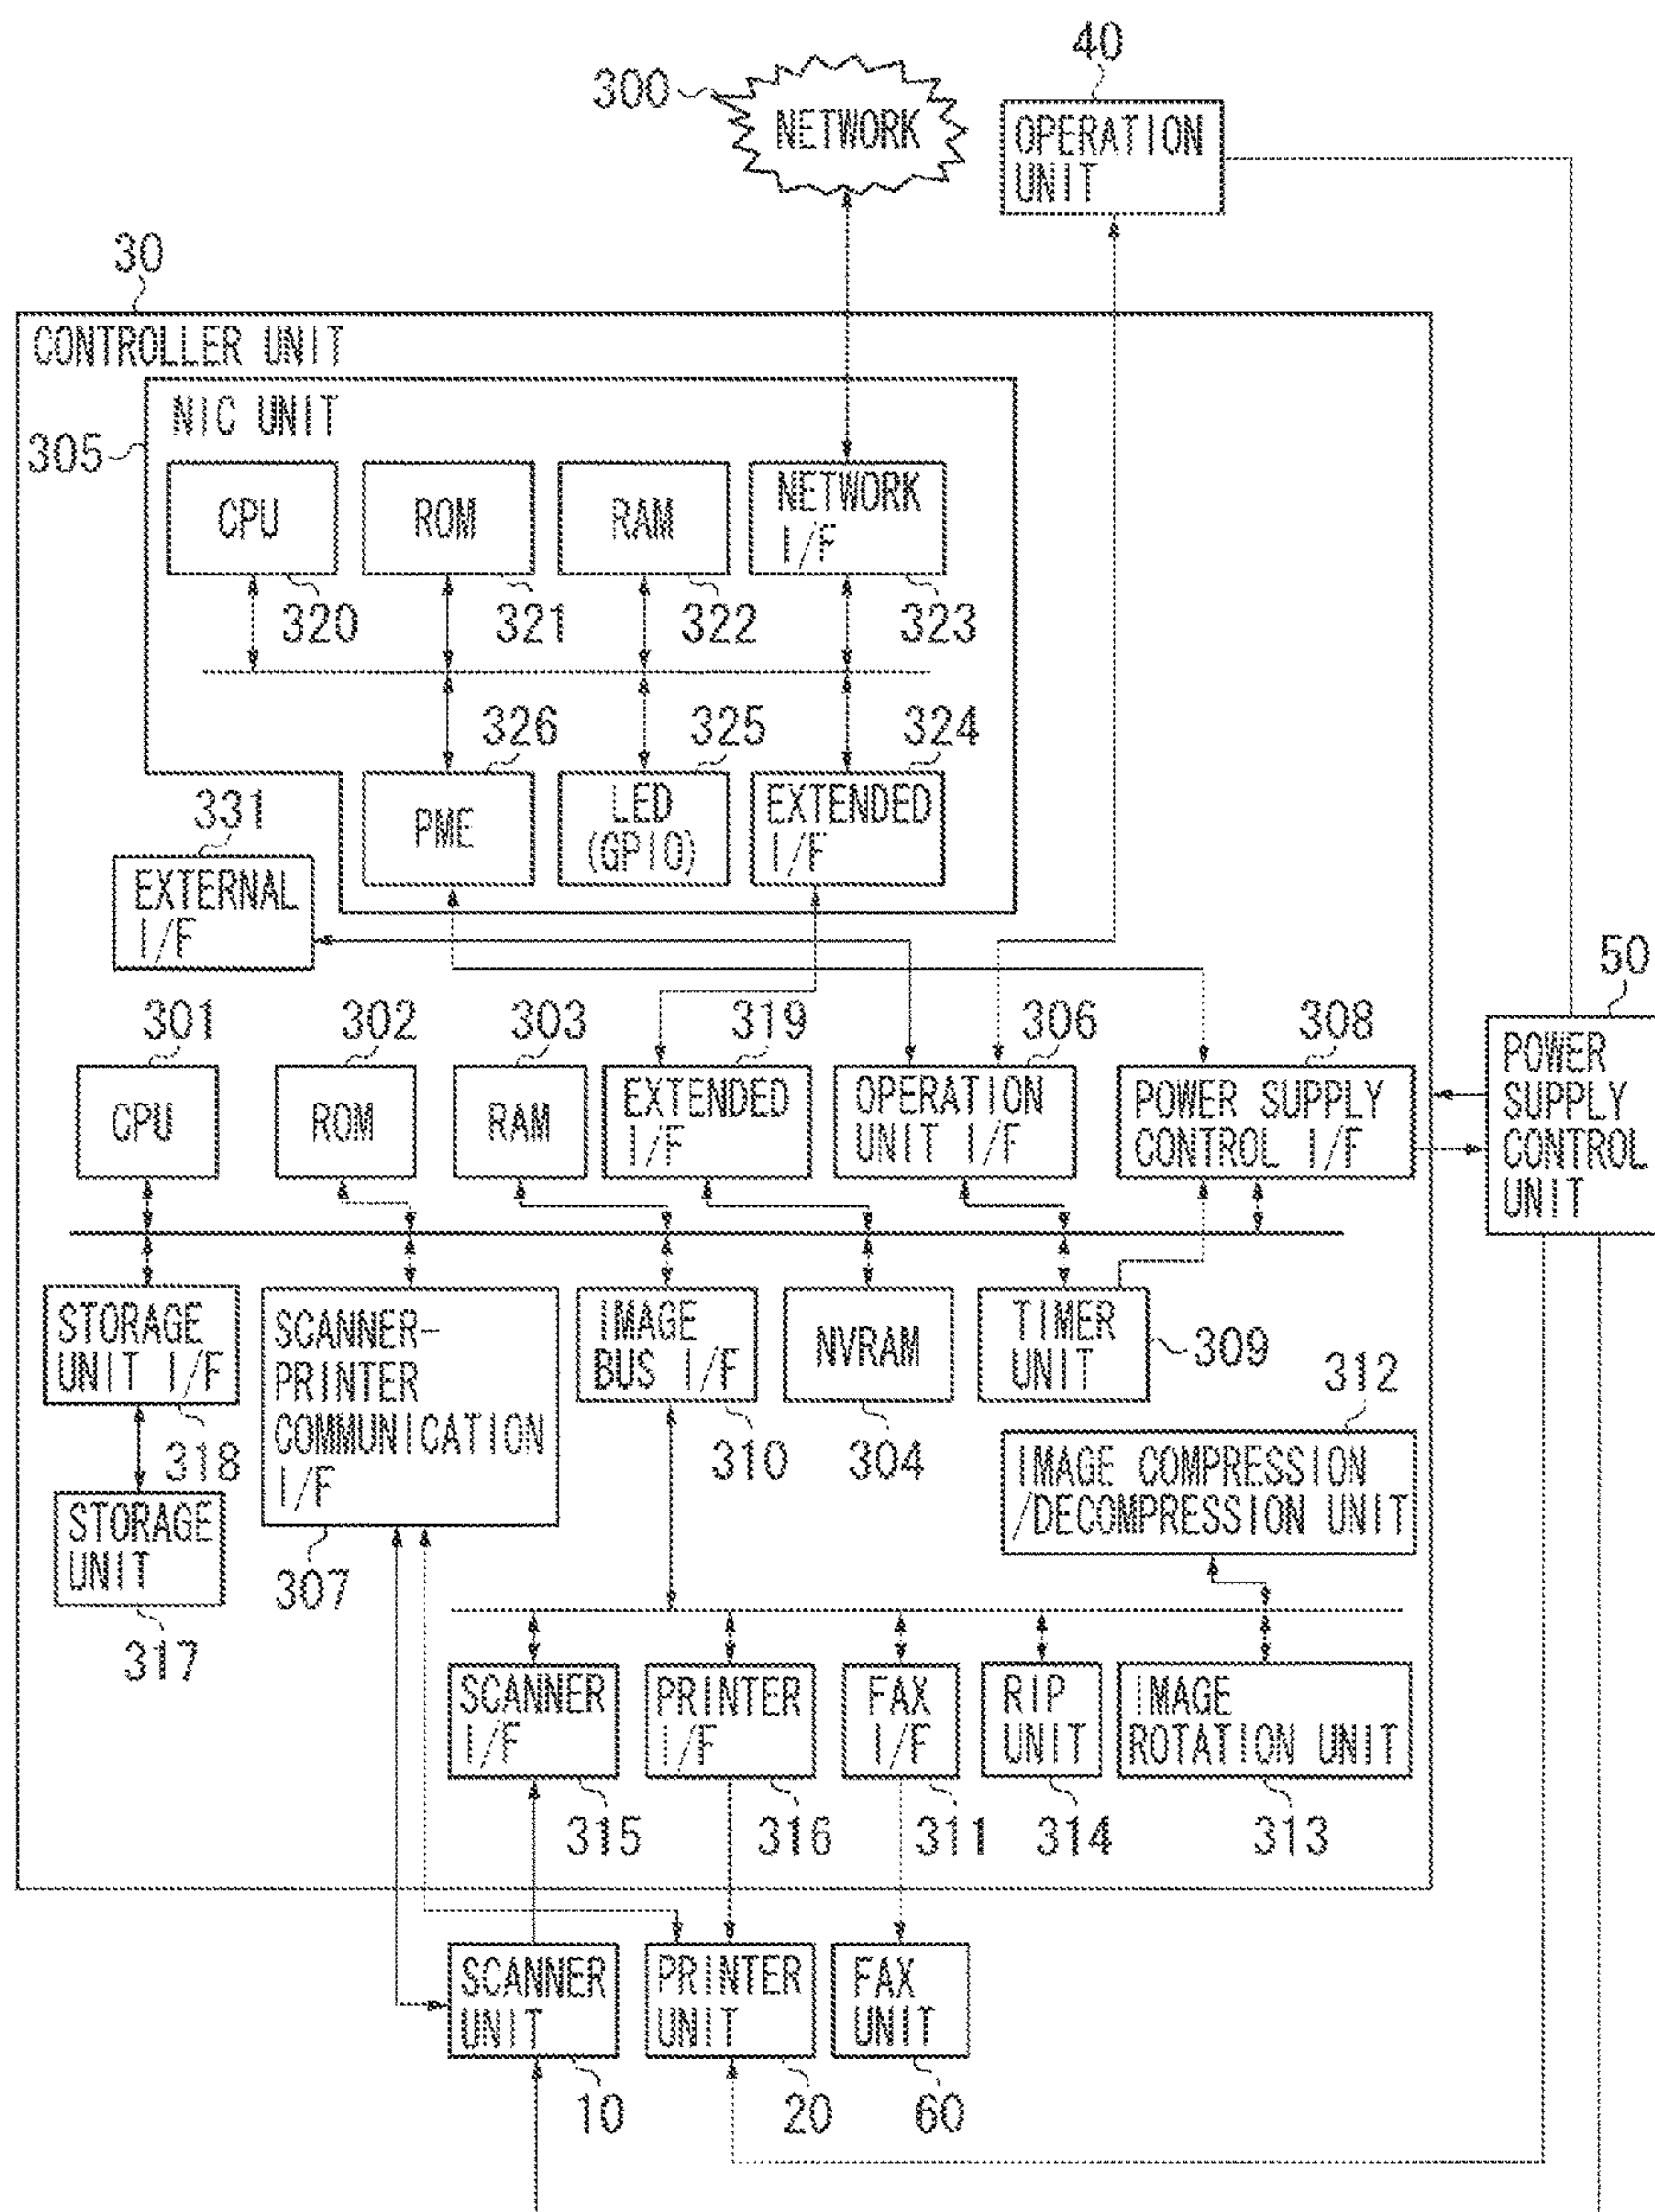 40
300
NETWORK
OPERATION
UNIT
30
CONTROLLER UNIT
NIC UNIT
305
CPU
ROM
RAM
NETWORK
I/F
320
321
322
323
326
325
324
331
PME
LED
(GPIO)
EXTENDED
I/F
EXTERNAL
I/F
50
301
302
303
319
306
308
CPU
ROM
RAM
EXTENDED
I/F
OPERATION
UNIT I/F
POWER SUPPLY
CONTROL I/F
POWER
SUPPLY
CONTROL
UNIT
STORAGE
UNIT I/F
SCANNER-
PRINTER
COMMUNICATION
I/F
IMAGE
BUS I/F
NVRAM
TIMER
UNIT
309
312
318
310
304
IMAGE COMPRESSION
/DECOMPRESSION UNIT
STORAGE
UNIT
307
317
SCANNER
I/F
PRINTER
I/F
FAX
I/F
RIP
UNIT
IMAGE
ROTATION UNIT
315
316
311
314
313
SCANNER
UNIT
PRINTER
UNIT
FAX
UNIT
10
20
60